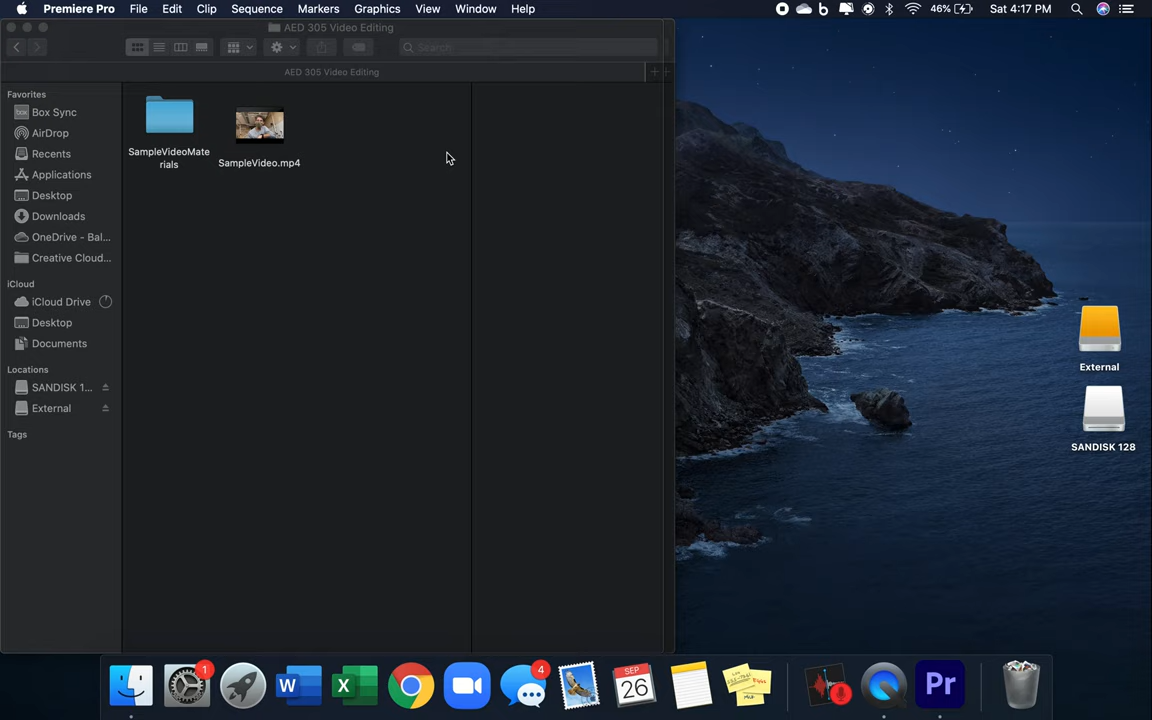 Premiere Pro File Edit Clip Sequence Markers Graphics View Window Help 46% Sat 4:17 PM
AED 305 Video Editing
Search
AED 305 Video Editing
Favorites
Box Sync
AirDrop
Recents
Applications
Desktop
Downloads
OneDrive - Bal...
Creative Cloud...
iCloud
iCloud Drive
Desktop
Documents
Locations
SANDISK 1...
External
Tags
SampleVideoMate
rials
SampleVideo.mp4
External
SANDISK 128
1
W
X
4
SEP
26
Pr